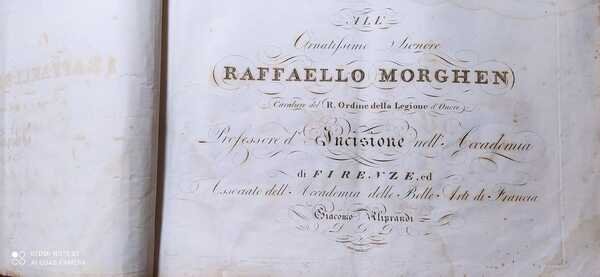 ALL'
Ornatissimo Signore
RAFFAELLO MORGHEN
Cavaliere del R. Ordine della Legione d'Onore
Professore d'Incisione nell'Accademia
di FIRENZE, ed
Associato dell'Accademia delle Belle Arti di Francia
Giacomo Aliprandi
D. D. D.
REDMI NOTE 8T
AI QUAD CAMERA